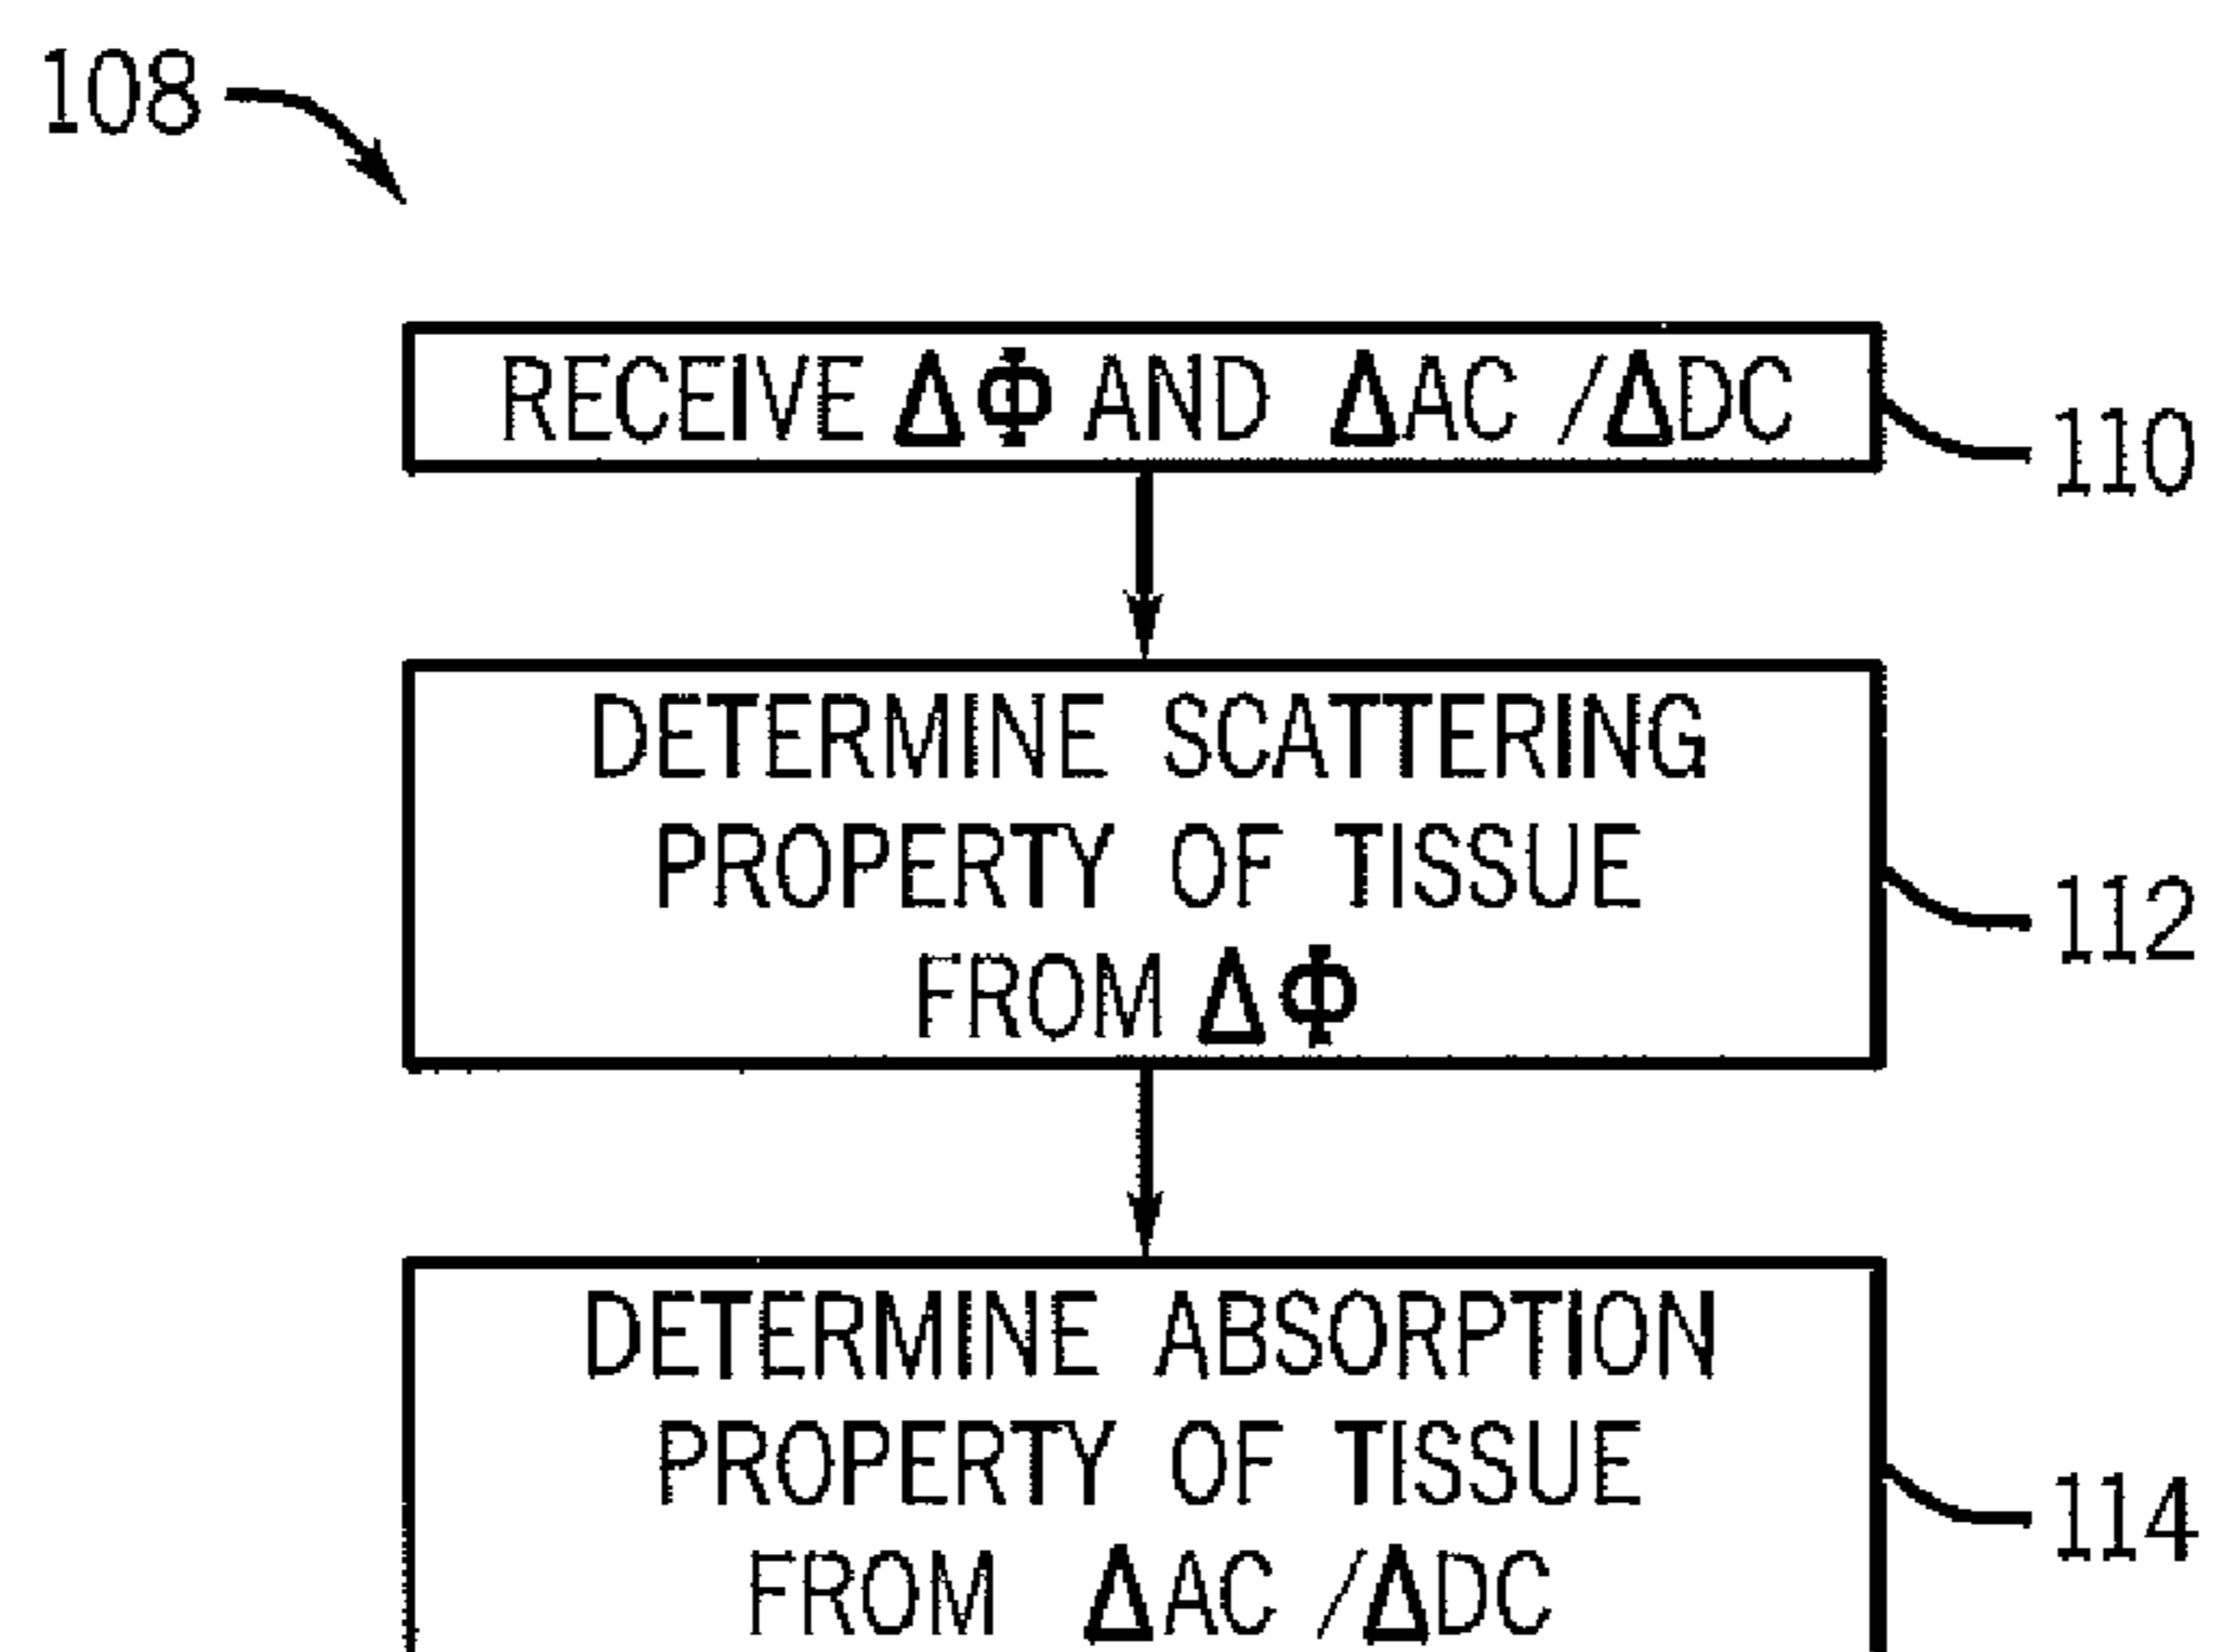 108
RECEIVE ΔΦ AND ΔAC /ΔDC
110
DETERMINE SCATTERING
PROPERTY OF TISSUE
FROM ΔΦ
112
DETERMINE ABSORPTION
PROPERTY OF TISSUE
FROM ΔAC /ΔDC
114